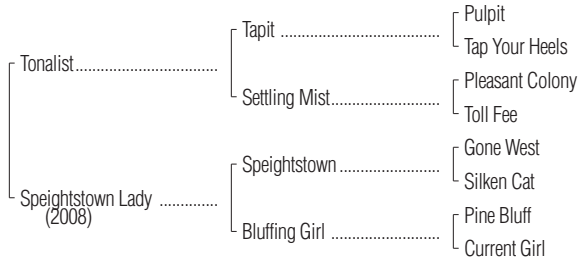 Pulpit
Tapit ................................
Tap Your Heels
Tonalist...................................
Pleasant Colony
Settling Mist..........................
Toll Fee
Gone West
Speightstown ........................
Silken Cat
Speightstown Lady ..............
(2008)
Pine Bluff
Bluffing Girl ..........................
Current Girl